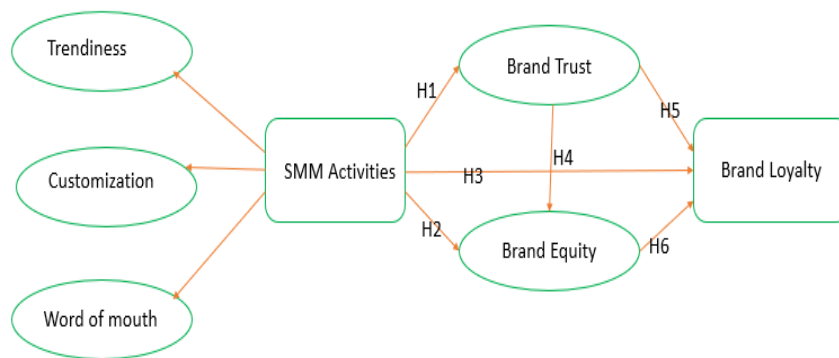 Trendiness
Customization
Word of mouth
SMM Activities
H1
H2
H3
Brand Trust
H4
Brand Equity
H5
H6
Brand Loyalty